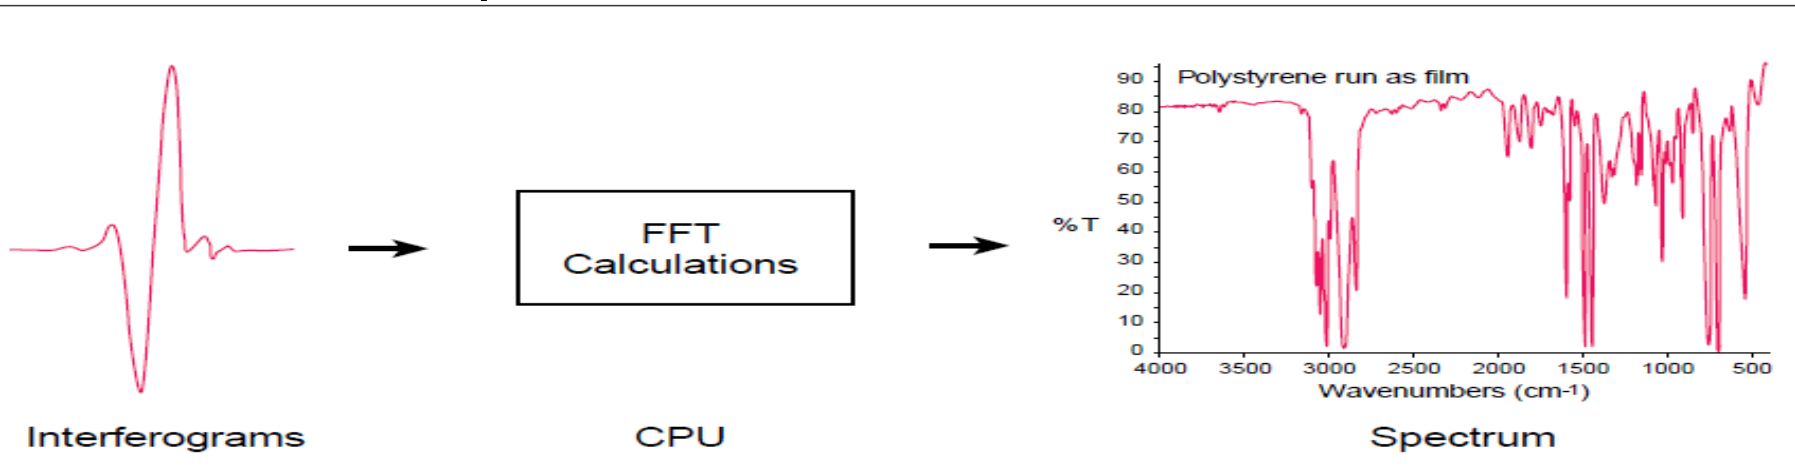 Polystyrene run as film
90
80
70
60
50
40
30
20
10
0
%T
4000 3500 3000 2500 2000 1500 1000 500
Wavenumbers (cm-1)
FFT
Calculations
Interferograms
CPU
Spectrum